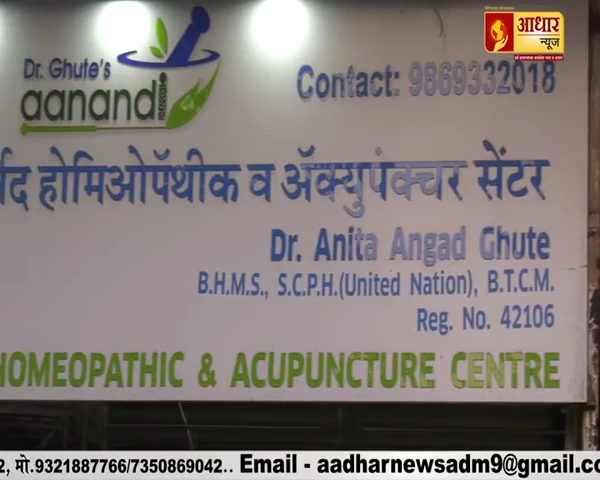 आधार
न्यूज
Dr. Ghute's
aanandi
Contact: 9869332018
होमिओपॅथीक व ॲक्युपंक्चर सेंटर
Dr. Anita Angad Ghute
B.H.M.S., S.C.P.H.(United Nation), B.T.C.M.
Reg. No. 42106
HOMEOPATHIC & ACUPUNCTURE CENTRE
2, मो.9321887766/7350869042.. Email - aadharnewsadm9@gmail.co